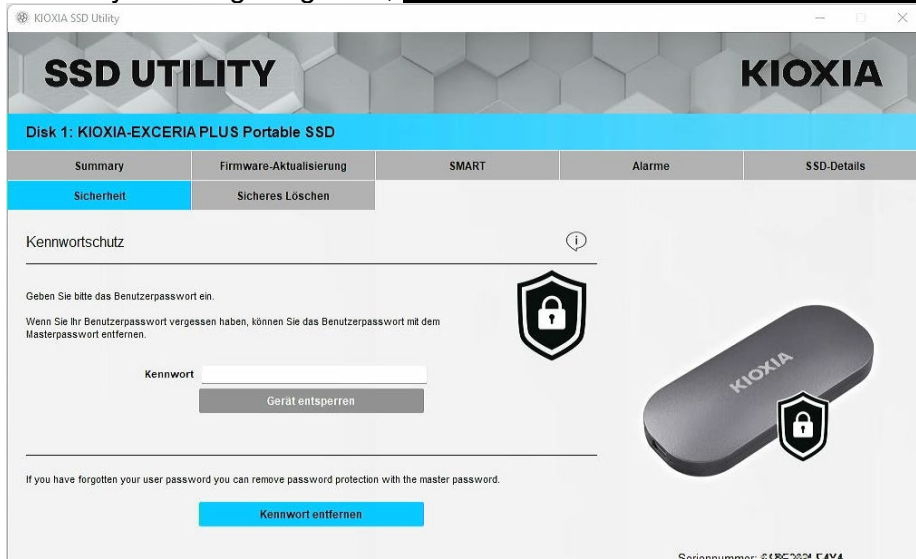 KIOXIA SSD Utility
SSD UTILITY
KIOXIA
Disk 1: KIOXIA-EXCERIA PLUS Portable SSD
Summary Firmware-Aktualisierung SMART Alarme SSD-Details
Sicherheit Sicheres Löschen
Kennwortschutz
Geben Sie bitte das Benutzerpasswort ein.
Wenn Sie Ihr Benutzerpasswort vergessen haben, können Sie das Benutzerpasswort mit dem
Masterpasswort entfernen.
KIOXIA
Kennwort
Gerät entsperren
If you have forgotten your user password you can remove password protection with the master password.
Kennwort entfernen
Seriennummer: